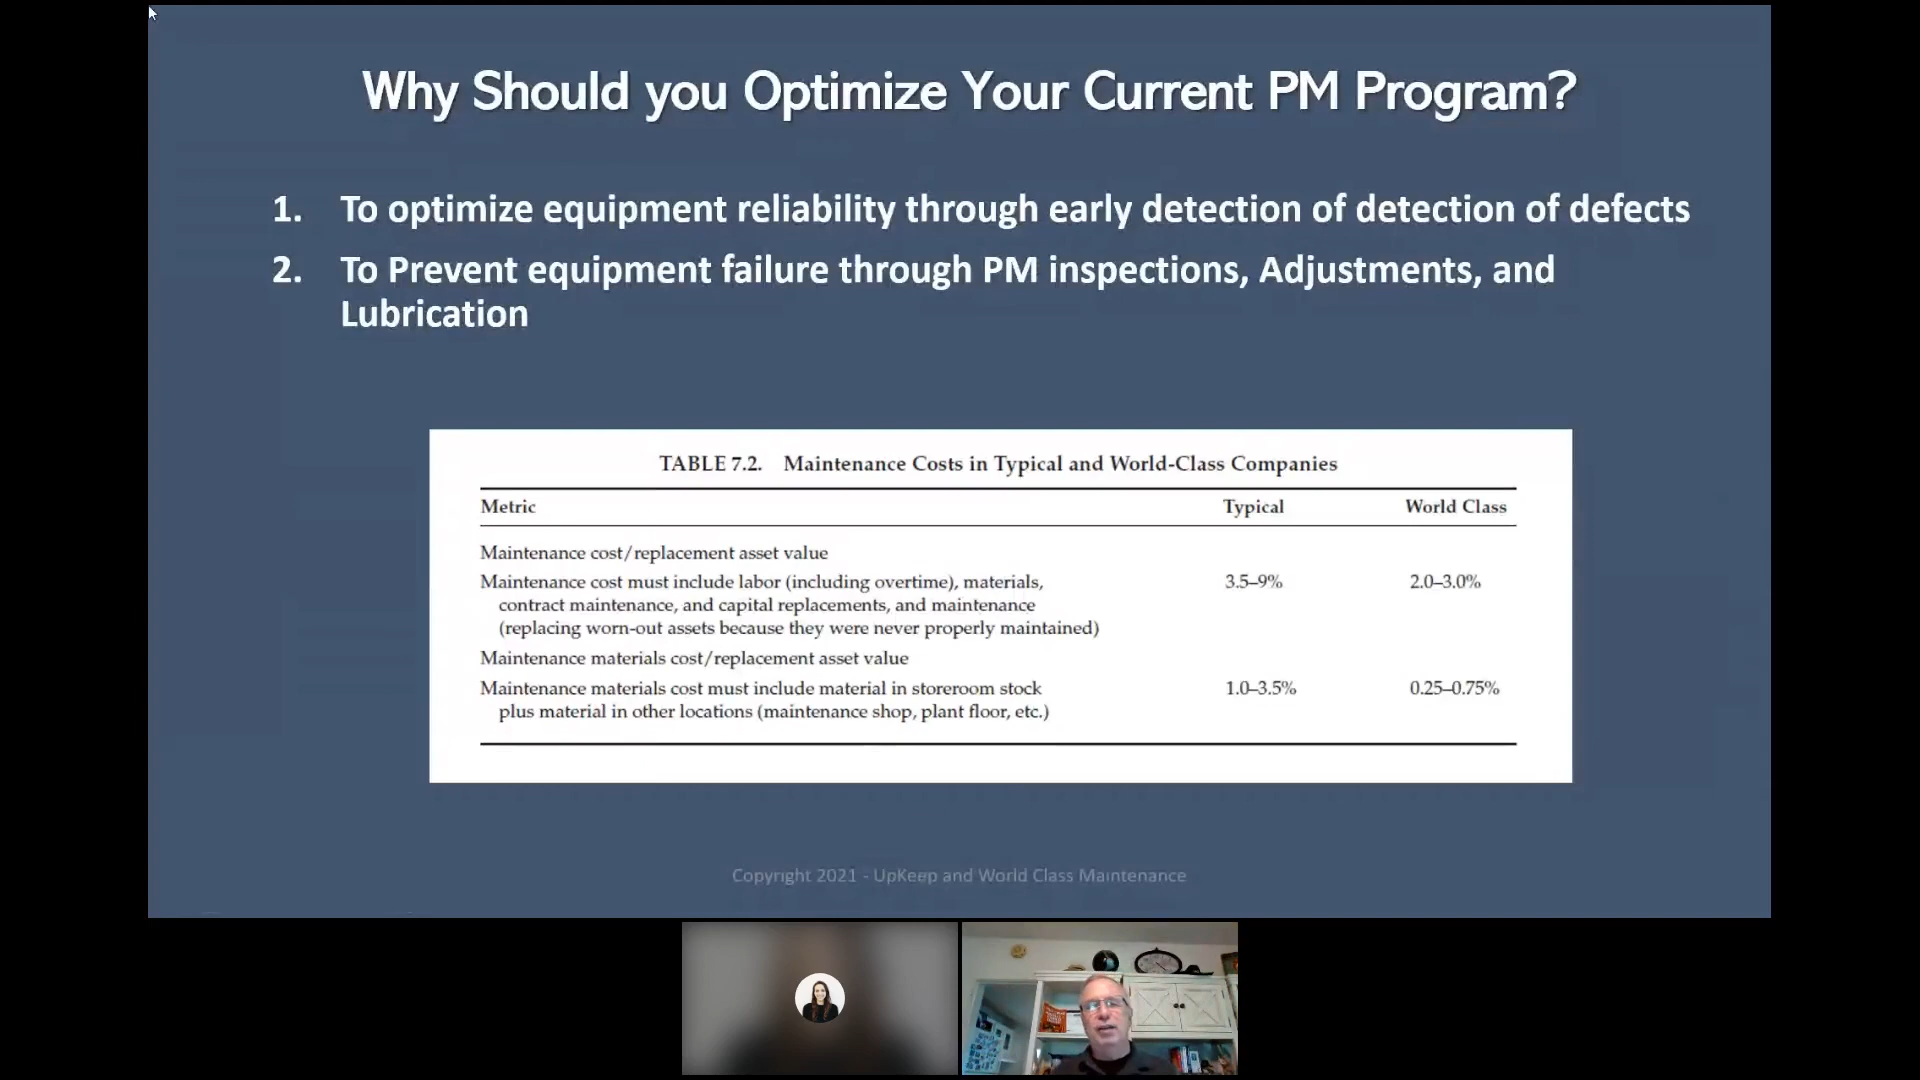 Why Should you Optimize Your Current PM Program?
1. To optimize equipment reliability through early detection of detection of defects
2. To Prevent equipment failure through PM inspections, Adjustments, and
Lubrication
TABLE 7.2. Maintenance Costs in Typical and World-Class Companies
Metric Typical World Class
Maintenance cost/replacement asset value
Maintenance cost must include labor (including overtime), materials, 3.5–9% 2.0–3.0%
contract maintenance, and capital replacements, and maintenance
(replacing worn-out assets because they were never properly maintained)
Maintenance materials cost/replacement asset value
Maintenance materials cost must include material in storeroom stock 1.0–3.5% 0.25–0.75%
plus material in other locations (maintenance shop, plant floor, etc.)
Copyright 2021 - UpKeep and World Class Maintenance